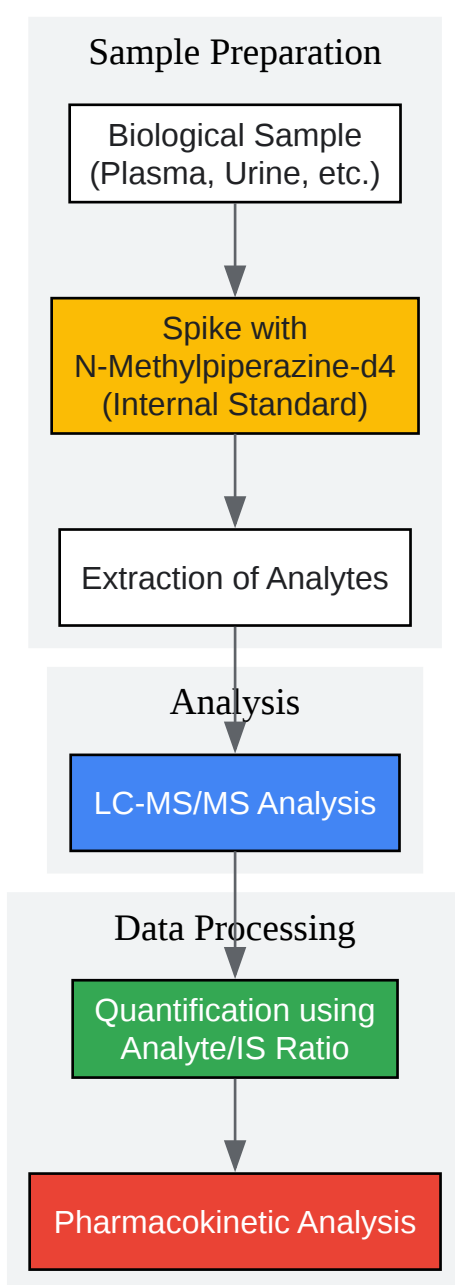 Sample Preparation
Biological Sample
(Plasma, Urine, etc.)
Spike with
N-Methylpiperazine-d4
(Internal Standard)
Extraction of Analytes
Analysis
LC-MS/MS Analysis
Data Processing
Quantification using
Analyte/IS Ratio
Pharmacokinetic Analysis